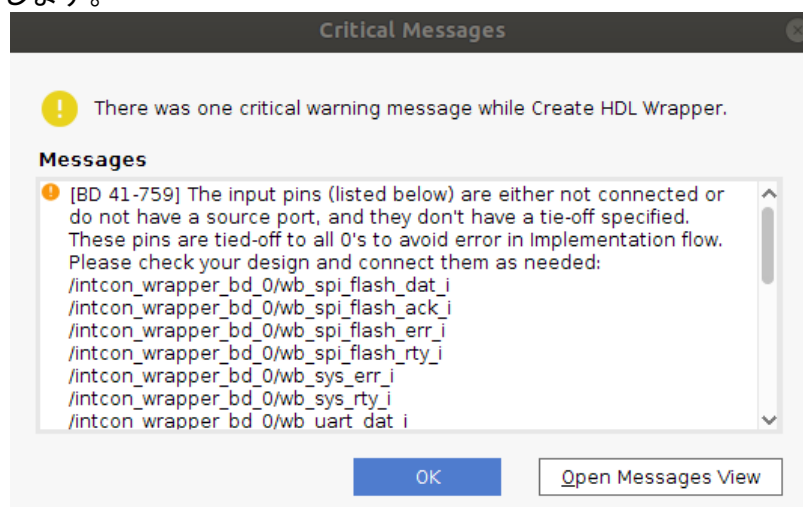 します。
Critical Messages
There was one critical warning message while Create HDL Wrapper.
Messages
[BD 41-759] The input pins (listed below) are either not connected or
do not have a source port, and they don't have a tie-off specified.
These pins are tied-off to all 0's to avoid error in Implementation flow.
Please check your design and connect them as needed:
/intcon_wrapper_bd_0/wb_spi_flash_dat_i
/intcon_wrapper_bd_0/wb_spi_flash_ack_i
/intcon_wrapper_bd_0/wb_spi_flash_err_i
/intcon_wrapper_bd_0/wb_spi_flash_rty_i
/intcon_wrapper_bd_0/wb_sys_err_i
/intcon_wrapper_bd_0/wb_sys_rty_i
/intcon_wrapper_bd_0/wb_uart_dat_i
OK
Open Messages View